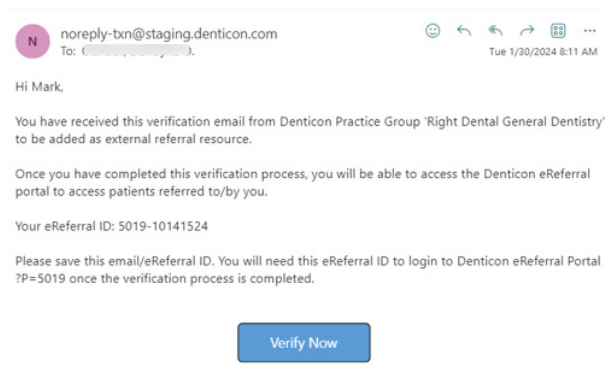 N
noreply-txn@staging.denticon.com
To:
Tue 1/30/2024 8:11 AM
Hi Mark,
You have received this verification email from Denticon Practice Group 'Right Dental General Dentistry'
to be added as external referral resource.
Once you have completed this verification process, you will be able to access the Denticon eReferral
portal to access patients referred to/by you.
Your eReferral ID: 5019-10141524
Please save this email/eReferral ID. You will need this eReferral ID to login to Denticon eReferral Portal
?P=5019 once the verification process is completed.
Verify Now